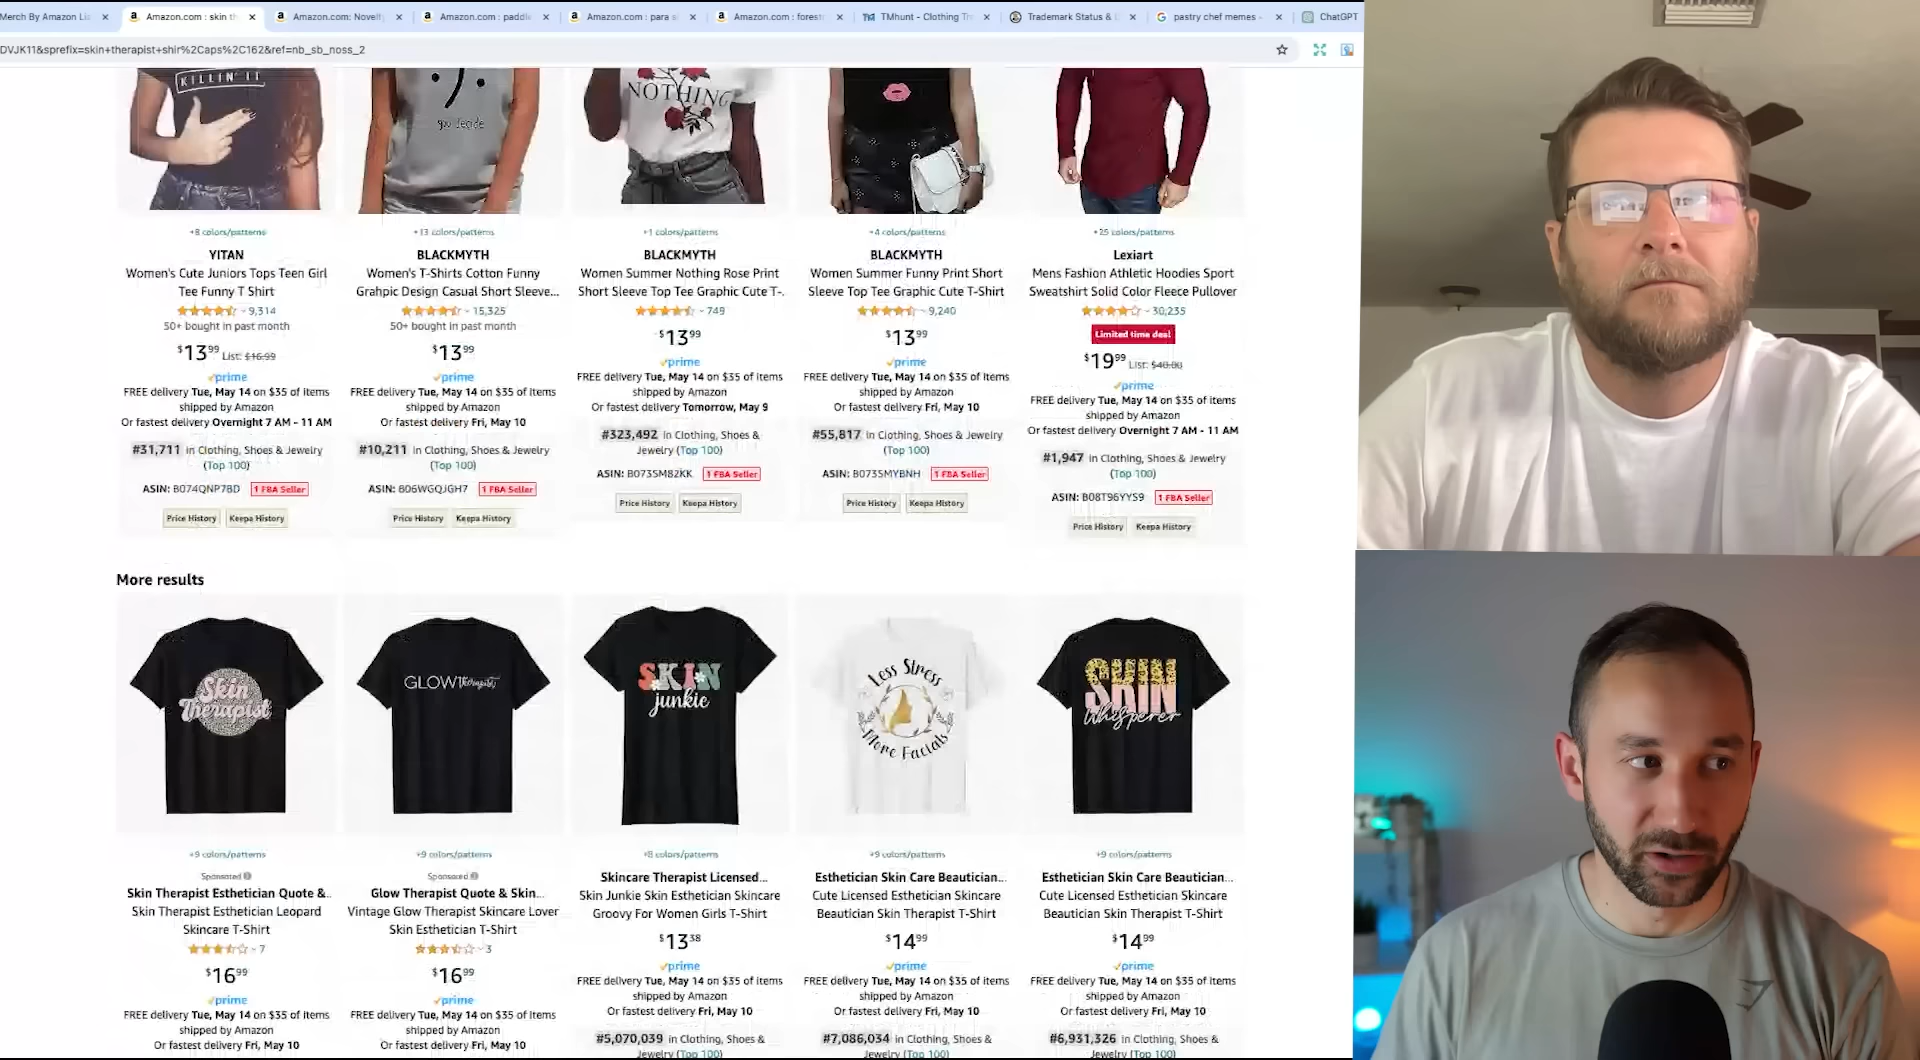 Merch By Amazon Lis
Amazon.com : skin th
Amazon.com: Novelty
Amazon.com : paddle
Amazon.com : para s
Amazon.com : forest
TMhunt - Clothing Tr
Trademark Status & D
pastry chef memes -
ChatGPT
DVJK11&sprefix=skin+therapist+shir%2Caps%2C162&ref=nb_sb_noss_2
KILLIN' IT
you decide
NOTHING
+8 colors/patterns
+13 colors/patterns
+1 colors/patterns
+4 colors/patterns
+25 colors/patterns
YITAN
Women's Cute Juniors Tops Teen Girl
Tee Funny T Shirt
9,314
50+ bought in past month
$13.99 List: $16.99
prime
FREE delivery Tue, May 14 on $35 of items
shipped by Amazon
Or fastest delivery Overnight 7 AM - 11 AM
#31,711 in Clothing, Shoes & Jewelry
(Top 100)
ASIN: B074QNP7BD 1 FBA Seller
Price History Keepa History
BLACKMYTH
Women's T-Shirts Cotton Funny
Grahpic Design Casual Short Sleeve...
15,325
50+ bought in past month
$13.99
prime
FREE delivery Tue, May 14 on $35 of items
shipped by Amazon
Or fastest delivery Fri, May 10
#10,211 in Clothing, Shoes & Jewelry
(Top 100)
ASIN: B06WGQJGH7 1 FBA Seller
Price History Keepa History
BLACKMYTH
Women Summer Nothing Rose Print
Short Sleeve Top Tee Graphic Cute T-.
749
$13.99
prime
FREE delivery Tue, May 14 on $35 of items
shipped by Amazon
Or fastest delivery Tomorrow, May 9
#323,492 in Clothing, Shoes &
Jewelry (Top 100)
ASIN: B0735M82KK 1 FBA Seller
Price History Keepa History
BLACKMYTH
Women Summer Funny Print Short
Sleeve Top Tee Graphic Cute T-Shirt
9,240
$13.99
prime
FREE delivery Tue, May 14 on $35 of items
shipped by Amazon
Or fastest delivery Fri, May 10
#55,817 in Clothing, Shoes & Jewelry
(Top 100)
ASIN: B0735MYBNH 1 FBA Seller
Price History Keepa History
Lexiart
Mens Fashion Athletic Hoodies Sport
Sweatshirt Solid Color Fleece Pullover
30,235
Limited time deal
$19.99 List: $40.00
prime
FREE delivery Tue, May 14 on $35 of items
shipped by Amazon
Or fastest delivery Overnight 7 AM - 11 AM
#1,947 in Clothing, Shoes & Jewelry
(Top 100)
ASIN: B08T96YYS9 1 FBA Seller
Price History Keepa History
More results
Skin
Therapist
GLOW therapist
SKIN
junkie
Less Stress
More Facials
SKIN
whisperer
+9 colors/patterns
Sponsored
Skin Therapist Esthetician Quote &..
Skin Therapist Esthetician Leopard
Skincare T-Shirt
7
$16.99
prime
FREE delivery Tue, May 14 on $35 of items
shipped by Amazon
Or fastest delivery Fri, May 10
+9 colors/patterns
Sponsored
Glow Therapist Quote & Skin...
Vintage Glow Therapist Skincare Lover
Skin Esthetician T-Shirt
3
$16.99
prime
FREE delivery Tue, May 14 on $35 of items
shipped by Amazon
Or fastest delivery Fri, May 10
+8 colors/patterns
Skincare Therapist Licensed...
Skin Junkie Skin Esthetician Skincare
Groovy For Women Girls T-Shirt
$13.38
prime
FREE delivery Tue, May 14 on $35 of items
shipped by Amazon
Or fastest delivery Fri, May 10
#5,070,039 in Clothing, Shoes &
Jewelry (Top 100)
+9 colors/patterns
Esthetician Skin Care Beautician...
Cute Licensed Esthetician Skincare
Beautician Skin Therapist T-Shirt
$14.99
prime
FREE delivery Tue, May 14 on $35 of items
shipped by Amazon
Or fastest delivery Fri, May 10
#7,086,034 in Clothing, Shoes &
Jewelry (Top 100)
+9 colors/patterns
Esthetician Skin Care Beautician...
Cute Licensed Esthetician Skincare
Beautician Skin Therapist T-Shirt
$14.99
prime
FREE delivery Tue, May 14 on $35 of items
shipped by Amazon
Or fastest delivery Fri, May 10
#6,931,326 in Clothing, Shoes &
Jewelry (Top 100)